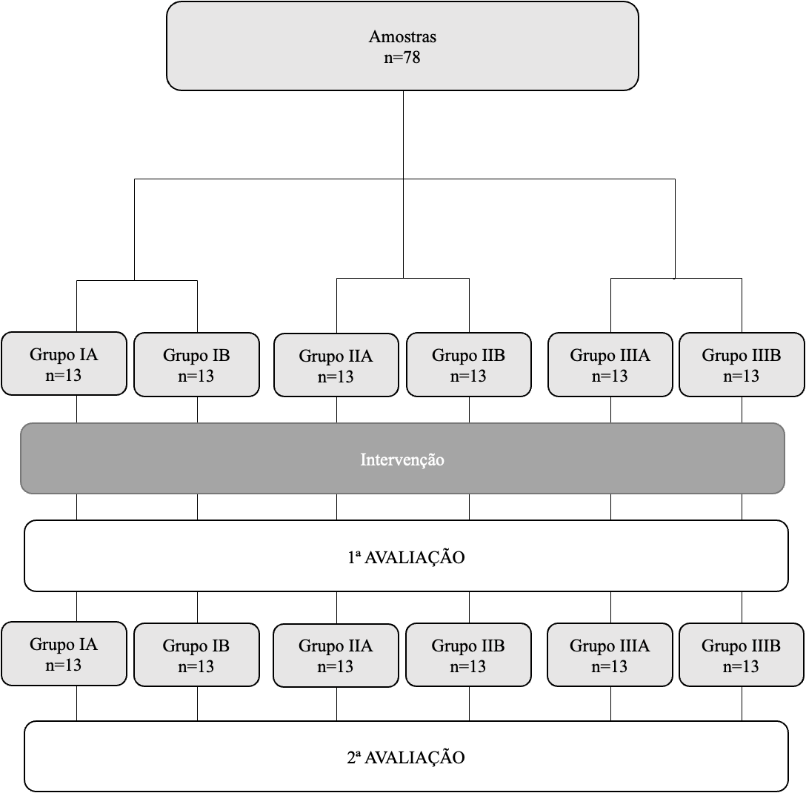 Amostras
n=78
Grupo IA
n=13
Grupo IB
n=13
Grupo IIA
n=13
Grupo IIB
n=13
Grupo IIIA
n=13
Grupo IIIB
n=13
Intervenção
1ª AVALIAÇÃO
Grupo IA
n=13
Grupo IB
n=13
Grupo IIA
n=13
Grupo IIB
n=13
Grupo IIIA
n=13
Grupo IIIB
n=13
2ª AVALIAÇÃO